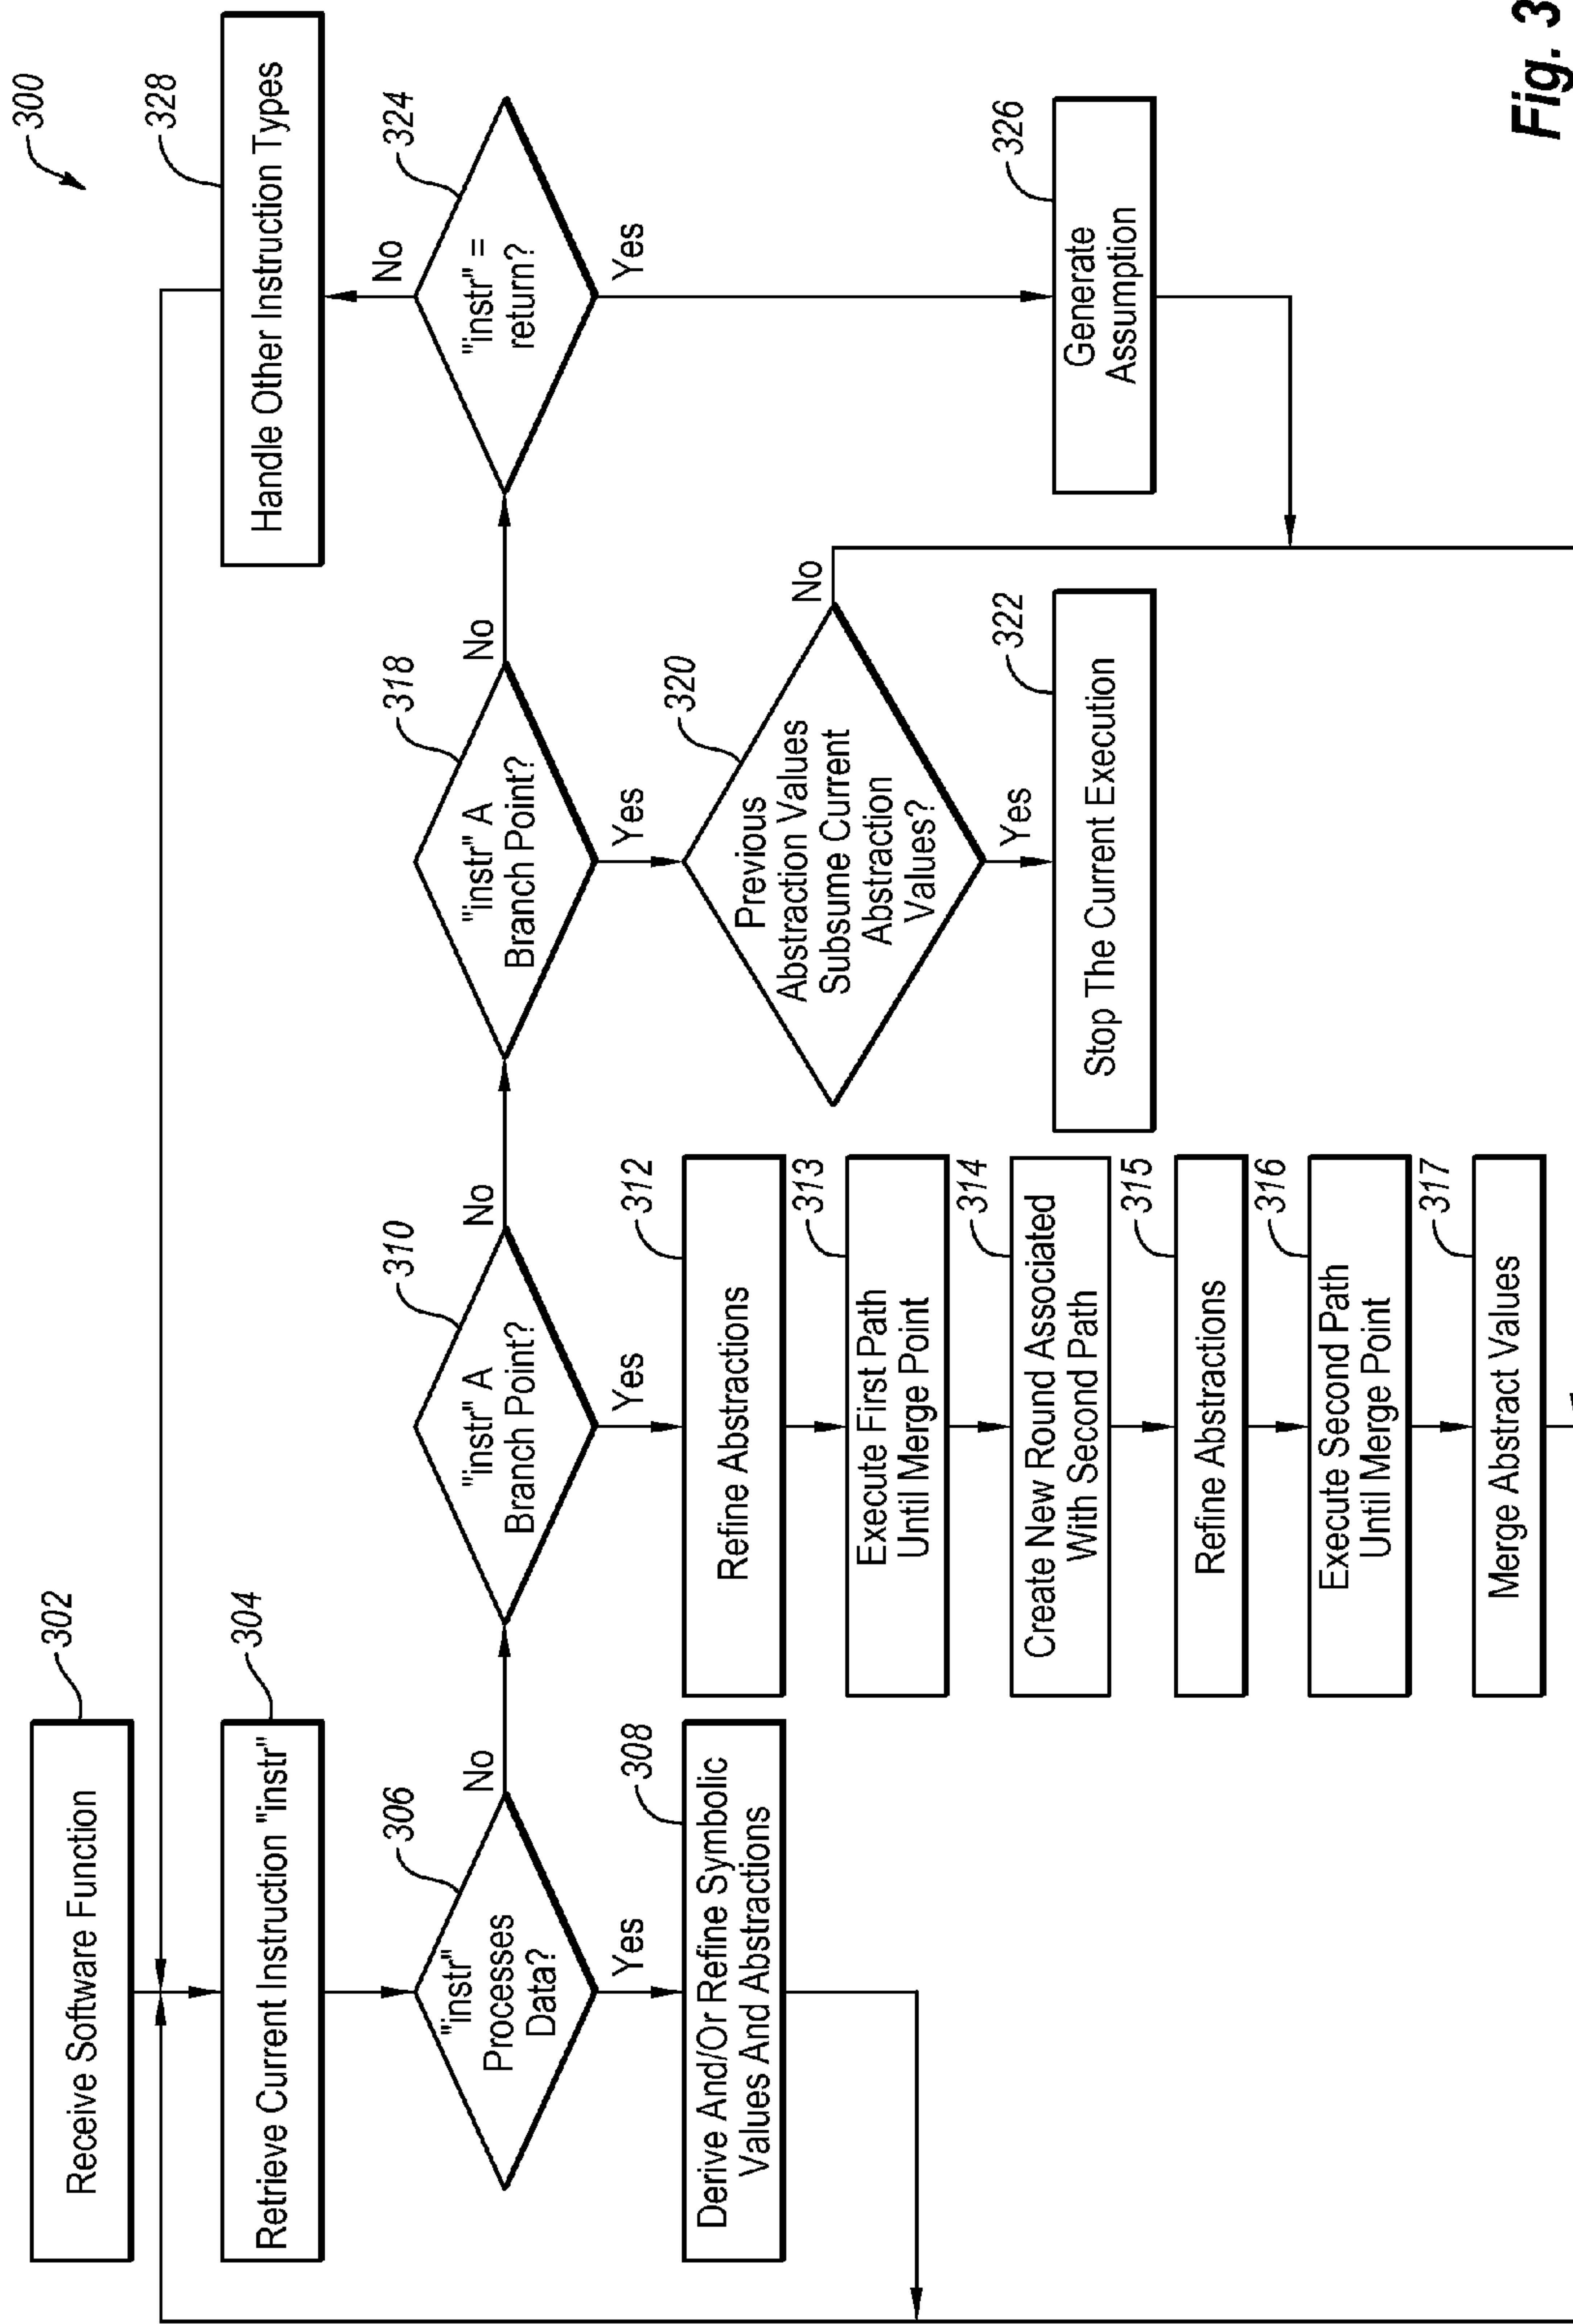 300
302
Receive Software Function
304
Retrieve Current Instruction "instr"
328
Handle Other Instruction Types
306
"instr"
Processes
Data?
No
Yes
308
Derive And/Or Refine Symbolic
Values And Abstractions
310
"instr" A
Branch Point?
No
Yes
312
Refine Abstractions
313
Execute First Path
Until Merge Point
314
Create New Round Associated
With Second Path
315
Refine Abstractions
316
Execute Second Path
Until Merge Point
317
Merge Abstract Values
318
"instr" A
Branch Point?
No
Yes
320
Previous
Abstraction Values
Subsume Current
Abstraction
Values?
No
Yes
322
Stop The Current Execution
324
"instr" =
return?
No
Yes
326
Generate
Assumption
Fig. 3